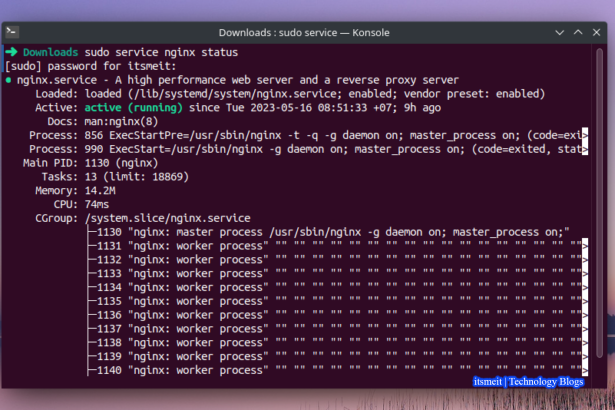 Downloads : sudo service — Konsole
➜ Downloads sudo service nginx status
[sudo] password for itsmeit:
● nginx.service - A high performance web server and a reverse proxy server
Loaded: loaded (/lib/systemd/system/nginx.service; enabled; vendor preset: enabled)
Active: active (running) since Tue 2023-05-16 08:51:33 +07; 9h ago
Docs: man:nginx(8)
Process: 856 ExecStartPre=/usr/sbin/nginx -t -q -g daemon on; master_process on; (code=exi>
Process: 990 ExecStart=/usr/sbin/nginx -g daemon on; master_process on; (code=exited, stat>
Main PID: 1130 (nginx)
Tasks: 13 (limit: 18869)
Memory: 14.2M
CPU: 74ms
CGroup: /system.slice/nginx.service
├─1130 "nginx: master process /usr/sbin/nginx -g daemon on; master_process on;"
├─1131 "nginx: worker process" "" "" "" "" "" "" "" "" "" "" "" "" "" "" "" "" "">
├─1132 "nginx: worker process" "" "" "" "" "" "" "" "" "" "" "" "" "" "" "" "" "">
├─1133 "nginx: worker process" "" "" "" "" "" "" "" "" "" "" "" "" "" "" "" "" "">
├─1134 "nginx: worker process" "" "" "" "" "" "" "" "" "" "" "" "" "" "" "" "" "">
├─1135 "nginx: worker process" "" "" "" "" "" "" "" "" "" "" "" "" "" "" "" "" "">
├─1136 "nginx: worker process" "" "" "" "" "" "" "" "" "" "" "" "" "" "" "" "" "">
├─1137 "nginx: worker process" "" "" "" "" "" "" "" "" "" "" "" "" "" "" "" "" "">
├─1138 "nginx: worker process" "" "" "" "" "" "" "" "" "" "" "" "" "" "" "" "" "">
├─1139 "nginx: worker process" "" "" "" "" "" "" "" "" "" "" "" "" "" "" "" "" "">
├─1140 "nginx: worker process" "" "" "" "" "" "" "" "" "" "" "" "" "" "" "" "" "">
itsmeit | Technology Blogs